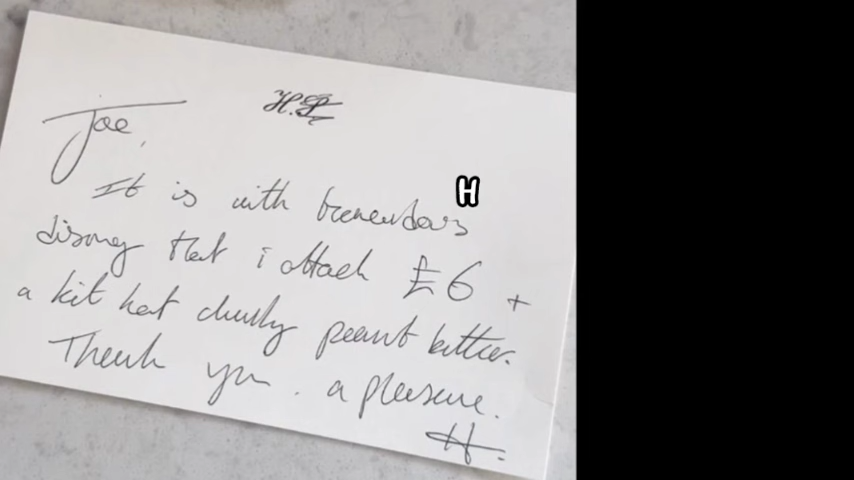 H.P
Joe,
It is with tremendous
H
dismay that i attach £6 +
a kit kat chunky peanut butter.
Thank you. a pleasure.
H.